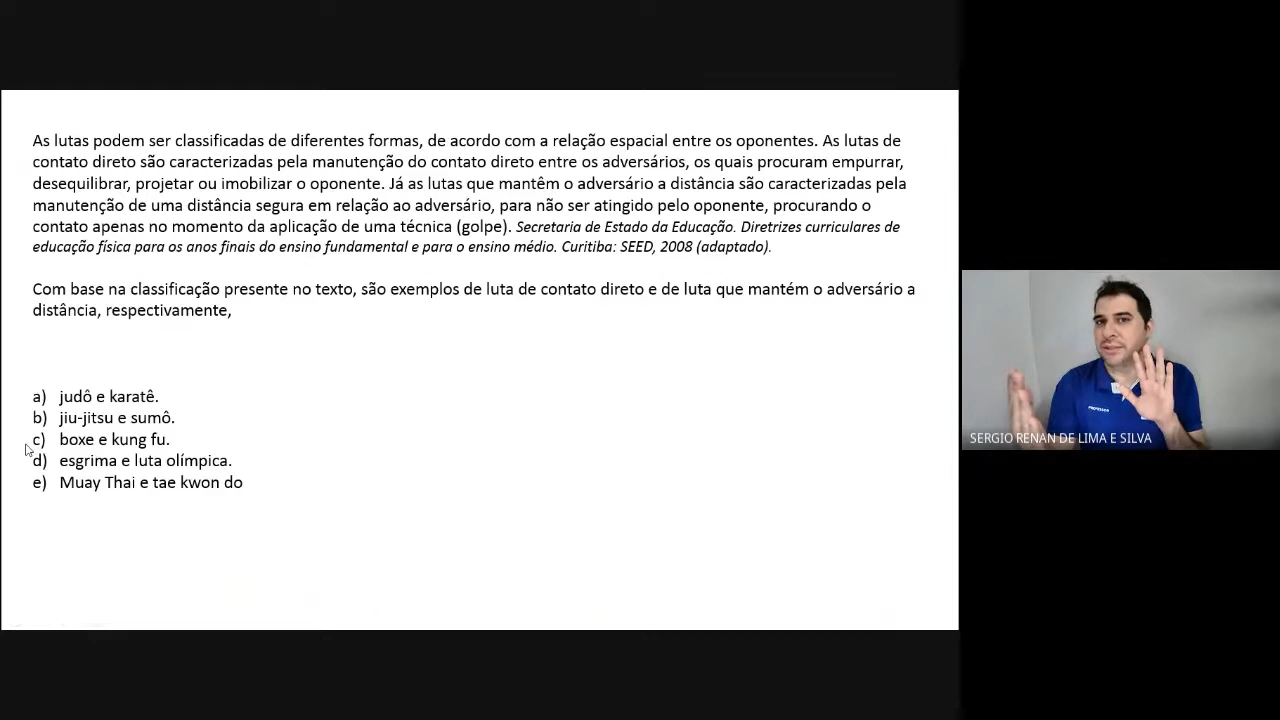 As lutas podem ser classificadas de diferentes formas, de acordo com a relação espacial entre os oponentes. As lutas de
contato direto são caracterizadas pela manutenção do contato direto entre os adversários, os quais procuram empurrar,
desequilibrar, projetar ou imobilizar o oponente. Já as lutas que mantêm o adversário a distância são caracterizadas pela
manutenção de uma distância segura em relação ao adversário, para não ser atingido pelo oponente, procurando o
contato apenas no momento da aplicação de uma técnica (golpe). Secretaria de Estado da Educação. Diretrizes curriculares de
educação física para os anos finais do ensino fundamental e para o ensino médio. Curitiba: SEED, 2008 (adaptado).
Com base na classificação presente no texto, são exemplos de luta de contato direto e de luta que mantém o adversário a
distância, respectivamente,
a) judô e karatê.
b) jiu-jitsu e sumô.
c) boxe e kung fu.
d) esgrima e luta olímpica.
e) Muay Thai e tae kwon do
PROFESSOR
SERGIO RENAN DE LIMA E SILVA